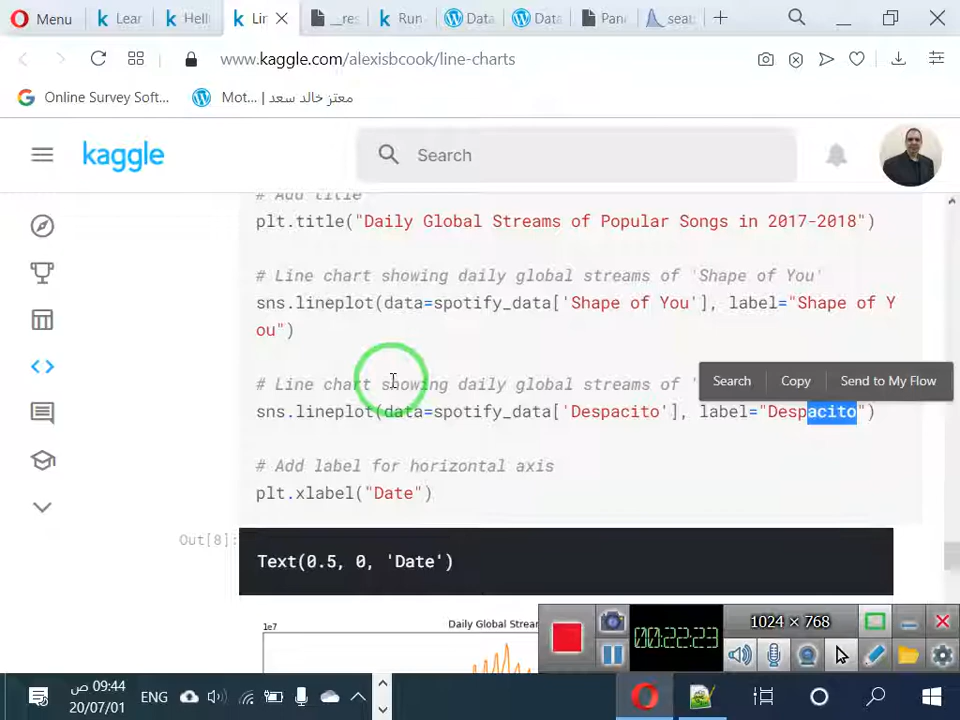 Menu
Lear
Hell
Lir
__res
Run
Data
Data
Pan
sea
www.kaggle.com/alexisbcook/line-charts
Online Survey Soft...
Mot... | معتز خالد سعد
kaggle
Search
# Add title
plt.title("Daily Global Streams of Popular Songs in 2017-2018")
# Line chart showing daily global streams of 'Shape of You'
sns.lineplot(data=spotify_data['Shape of You'], label="Shape of Y
ou")
# Line chart showing daily global streams of '
Search
Copy
Send to My Flow
sns.lineplot(data=spotify_data['Despacito'], label="Despacito")
# Add label for horizontal axis
plt.xlabel("Date")
Out[8]:
Text(0.5, 0, 'Date')
1e7
Daily Global Stream
00:22:23
1024 × 768
09:44 ص
ENG
20/07/01